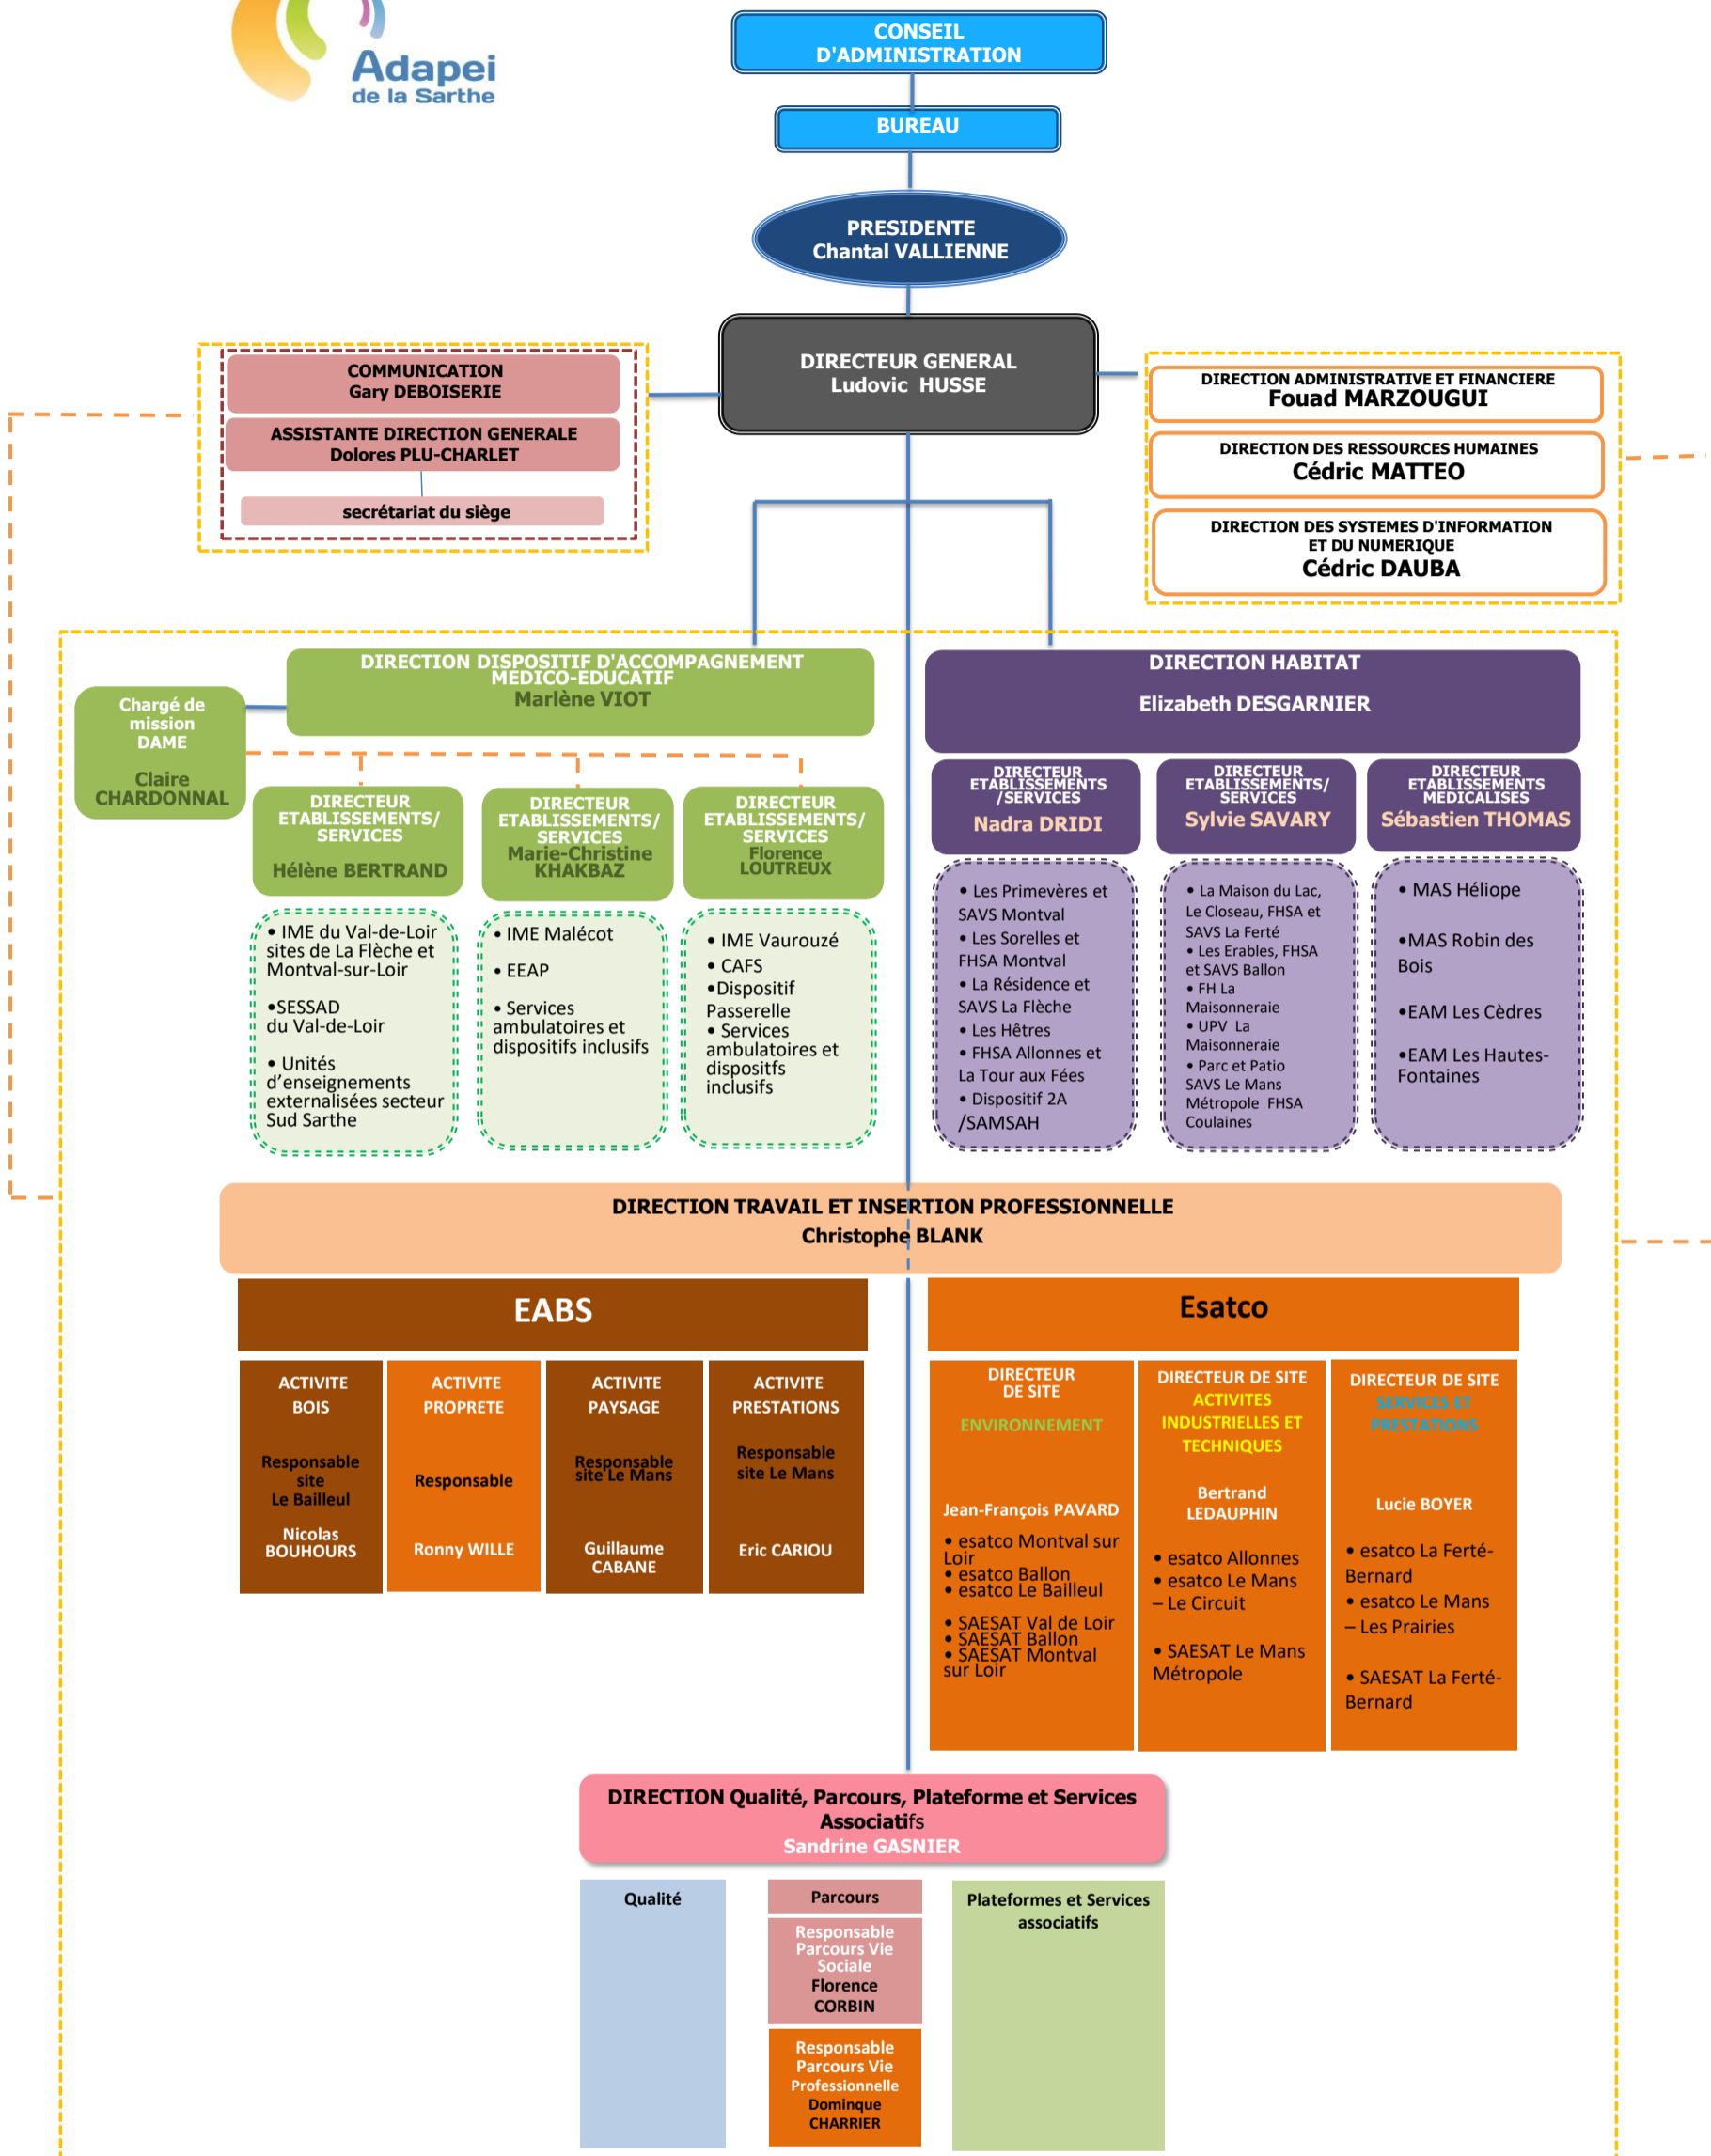 Adapei
de la Sarthe
CONSEIL
D'ADMINISTRATION
BUREAU
PRESIDENTE
Chantal VALLIENNE
DIRECTEUR GENERAL
Ludovic HUSSE
COMMUNICATION
Gary DEBOISERIE
ASSISTANTE DIRECTION GENERALE
Dolores PLU-CHARLET
secrétariat du siège
DIRECTION ADMINISTRATIVE ET FINANCIERE
Fouad MARZOUGUI
DIRECTION DES RESSOURCES HUMAINES
Cédric MATTEO
DIRECTION DES SYSTEMES D'INFORMATION
ET DU NUMERIQUE
Cédric DAUBA
DIRECTION DISPOSITIF D'ACCOMPAGNEMENT
MEDICO-EDUCATIF
Marlène VIOT
Chargé de
mission
DAME
Claire
CHARDONNAL
DIRECTEUR
ETABLISSEMENTS/
SERVICES
Hélène BERTRAND
• IME du Val-de-Loir
sites de La Flèche et
Montval-sur-Loir
•SESSAD
du Val-de-Loir
• Unités
d’enseignements
externalisées secteur
Sud Sarthe
DIRECTEUR
ETABLISSEMENTS/
SERVICES
Marie-Christine
KHAKBAZ
• IME Malécot
• EEAP
• Services
ambulatoires et
dispositifs inclusifs
DIRECTEUR
ETABLISSEMENTS/
SERVICES
Florence
LOUTREUX
• IME Vaurouzé
• CAFS
•Dispositif
Passerelle
• Services
ambulatoires et
dispositfs
inclusifs
DIRECTION HABITAT
Elizabeth DESGARNIER
DIRECTEUR
ETABLISSEMENTS
/SERVICES
Nadra DRIDI
• Les Primevères et
SAVS Montval
• Les Sorelles et
FHSA Montval
• La Résidence et
SAVS La Flèche
• Les Hêtres
• FHSA Allonnes et
La Tour aux Fées
• Dispositif 2A
/SAMSAH
DIRECTEUR
ETABLISSEMENTS/
SERVICES
Sylvie SAVARY
• La Maison du Lac,
Le Closeau, FHSA et
SAVS La Ferté
• Les Erables, FHSA
et SAVS Ballon
• FH La
Maisonneraie
• UPV La
Maisonneraie
• Parc et Patio
SAVS Le Mans
Métropole FHSA
Coulaines
DIRECTEUR
ETABLISSEMENTS
MEDICALISES
Sébastien THOMAS
• MAS Héliope
•MAS Robin des
Bois
•EAM Les Cèdres
•EAM Les Hautes-
Fontaines
DIRECTION TRAVAIL ET INSERTION PROFESSIONNELLE
Christophe BLANK
EABS
ACTIVITE
BOIS
Responsable
site
Le Bailleul
Nicolas
BOUHOURS
ACTIVITE
PROPRETE
Responsable
Ronny WILLE
ACTIVITE
PAYSAGE
Responsable
site Le Mans
Guillaume
CABANE
ACTIVITE
PRESTATIONS
Responsable
site Le Mans
Eric CARIOU
Esatco
DIRECTEUR
DE SITE
ENVIRONNEMENT
Jean-François PAVARD
• esatco Montval sur
Loir
• esatco Ballon
• esatco Le Bailleul
• SAESAT Val de Loir
• SAESAT Ballon
• SAESAT Montval
sur Loir
DIRECTEUR DE SITE
ACTIVITES
INDUSTRIELLES ET
TECHNIQUES
Bertrand
LEDAUPHIN
• esatco Allonnes
• esatco Le Mans
– Le Circuit
• SAESAT Le Mans
Métropole
DIRECTEUR DE SITE
SERVICES ET
PRESTATIONS
Lucie BOYER
• esatco La Ferté-
Bernard
• esatco Le Mans
– Les Prairies
• SAESAT La Ferté-
Bernard
DIRECTION Qualité, Parcours, Plateforme et Services
Associatifs
Sandrine GASNIER
Qualité
Parcours
Responsable
Parcours Vie
Sociale
Florence
CORBIN
Responsable
Parcours Vie
Professionnelle
Dominque
CHARRIER
Plateformes et Services
associatifs